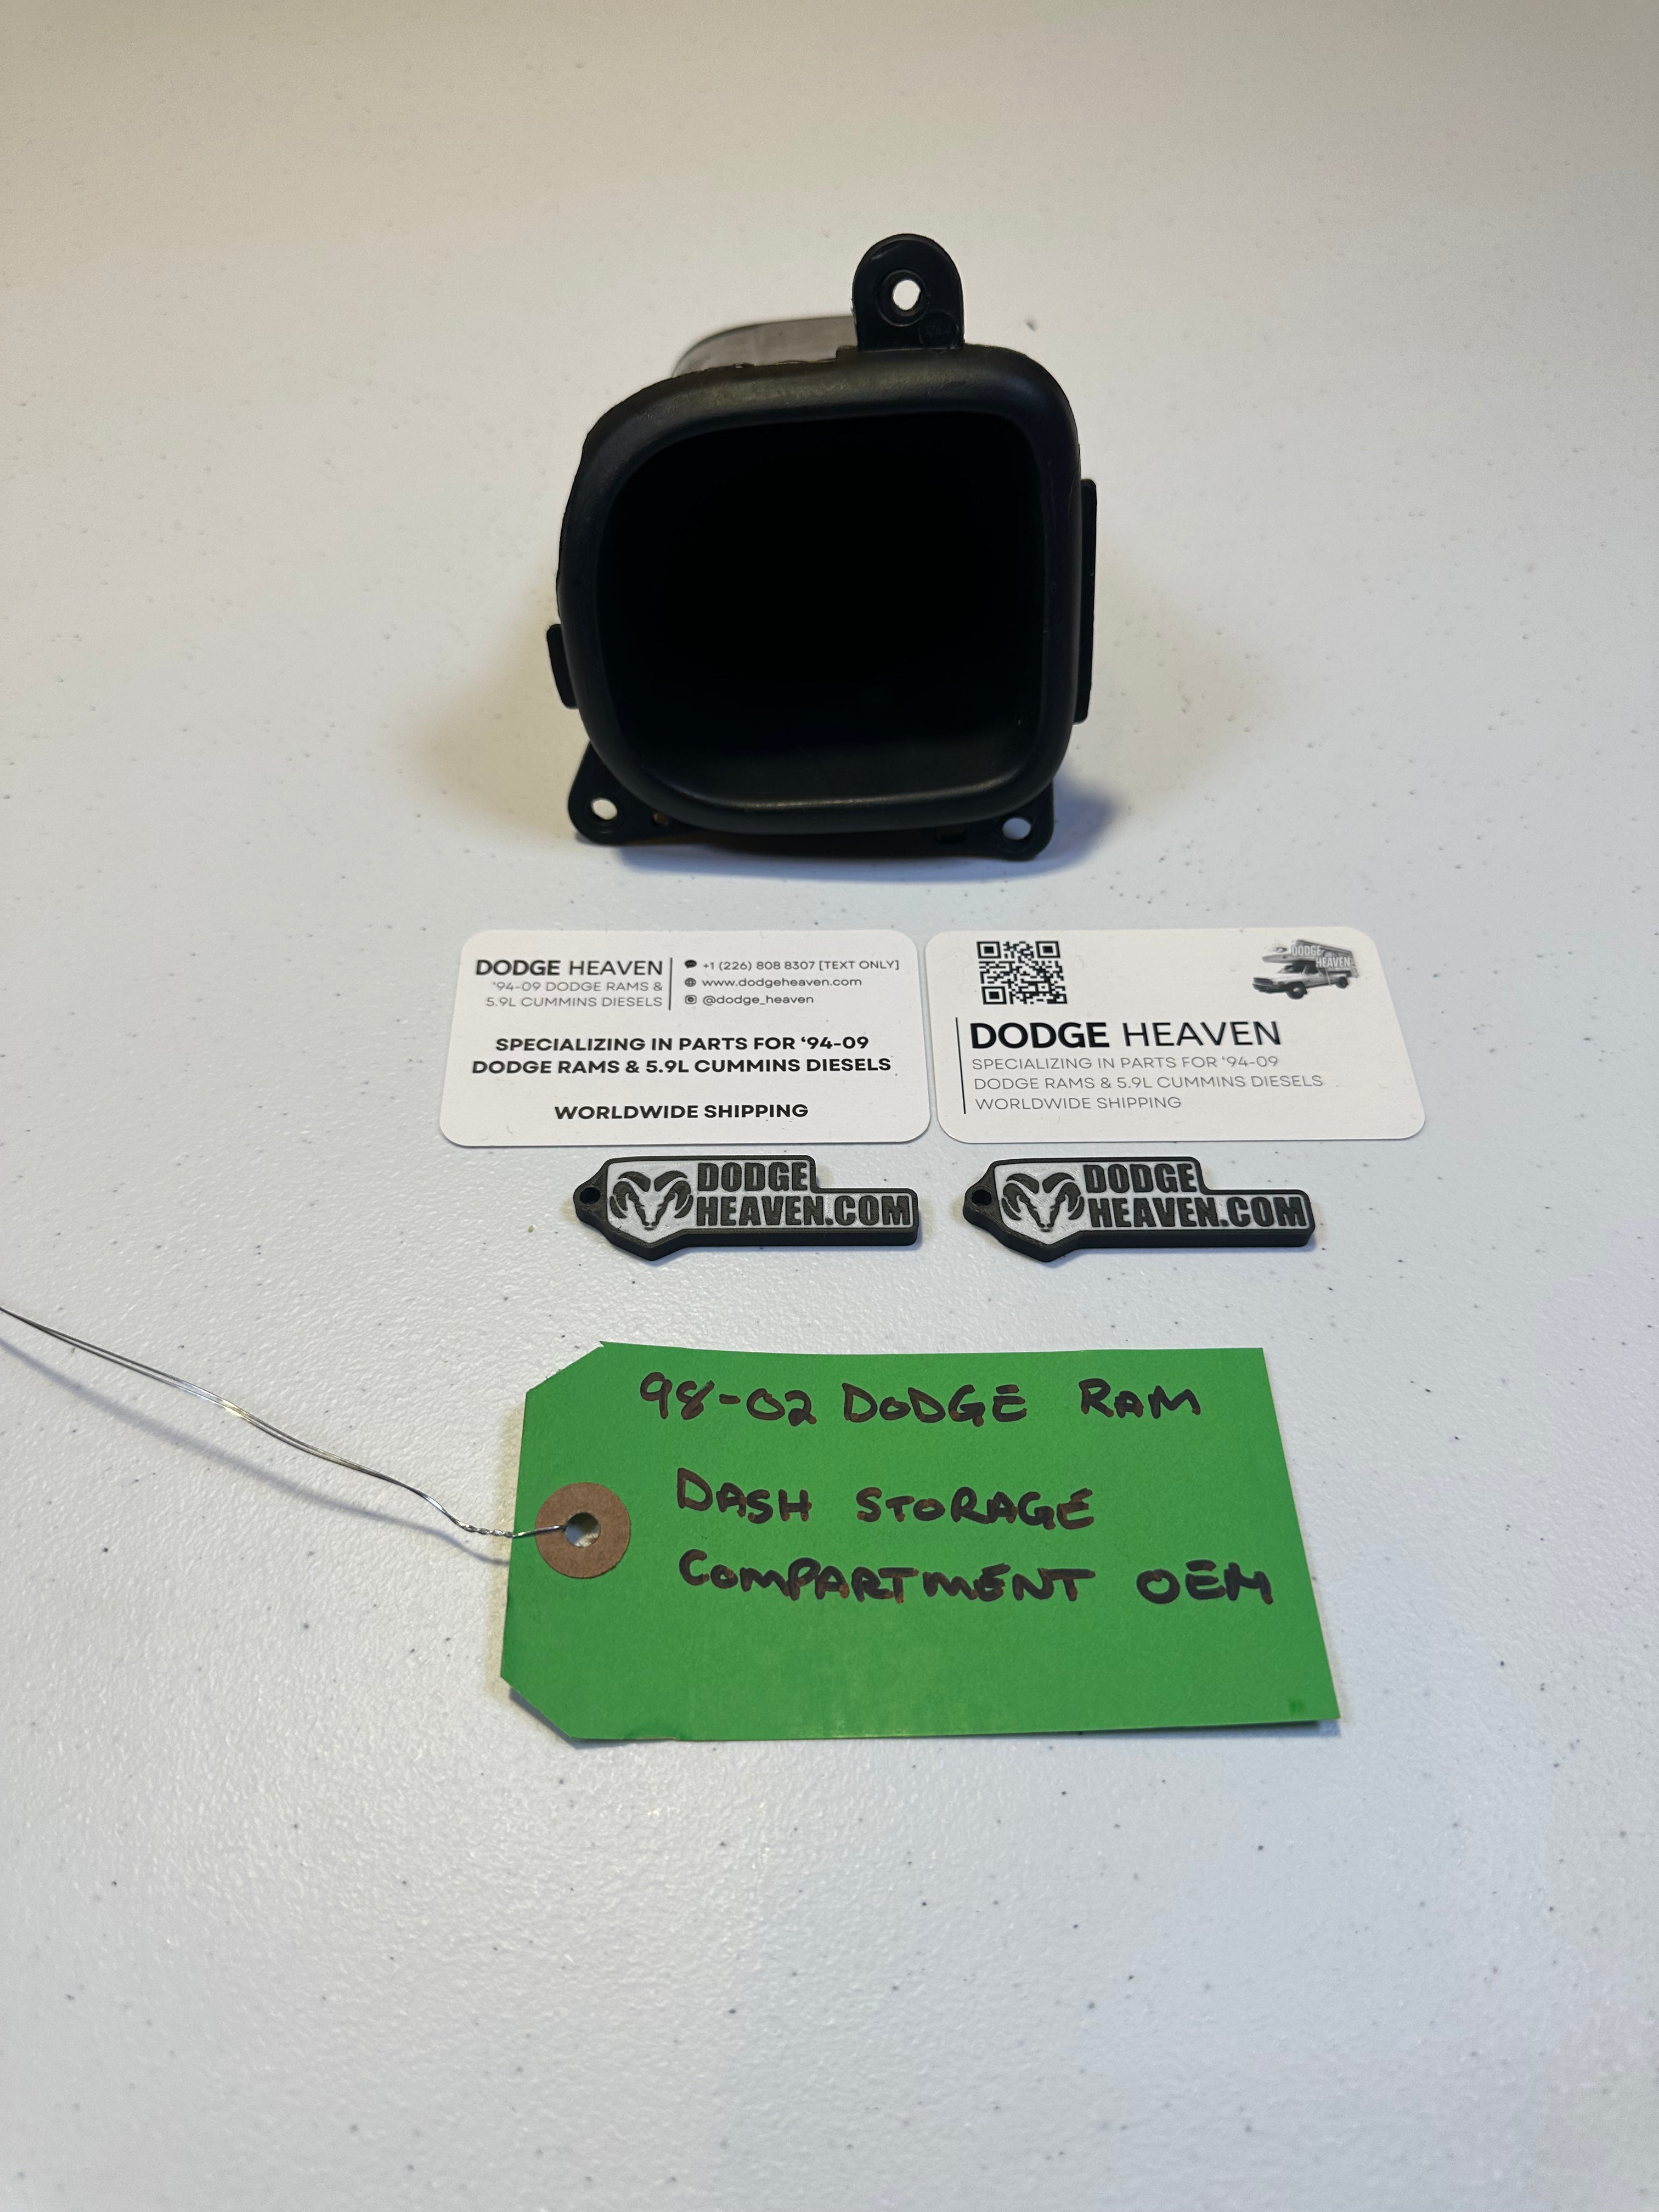 DODGE HEAVEN
'94-09 DODGE RAMS &
5.9L CUMMINS DIESELS
+1 (226) 808 8307 [TEXT ONLY]
www.dodgeheaven.com
@dodge_heaven
SPECIALIZING IN PARTS FOR '94-09
DODGE RAMS & 5.9L CUMMINS DIESELS
WORLDWIDE SHIPPING
DODGE
HEAVEN
DODGE HEAVEN
SPECIALIZING IN PARTS FOR '94-09
DODGE RAMS & 5.9L CUMMINS DIESELS
WORLDWIDE SHIPPING
DODGE
HEAVEN.COM
DODGE
HEAVEN.COM
98-02 DODGE RAM
DASH STORAGE
COMPARTMENT OEM